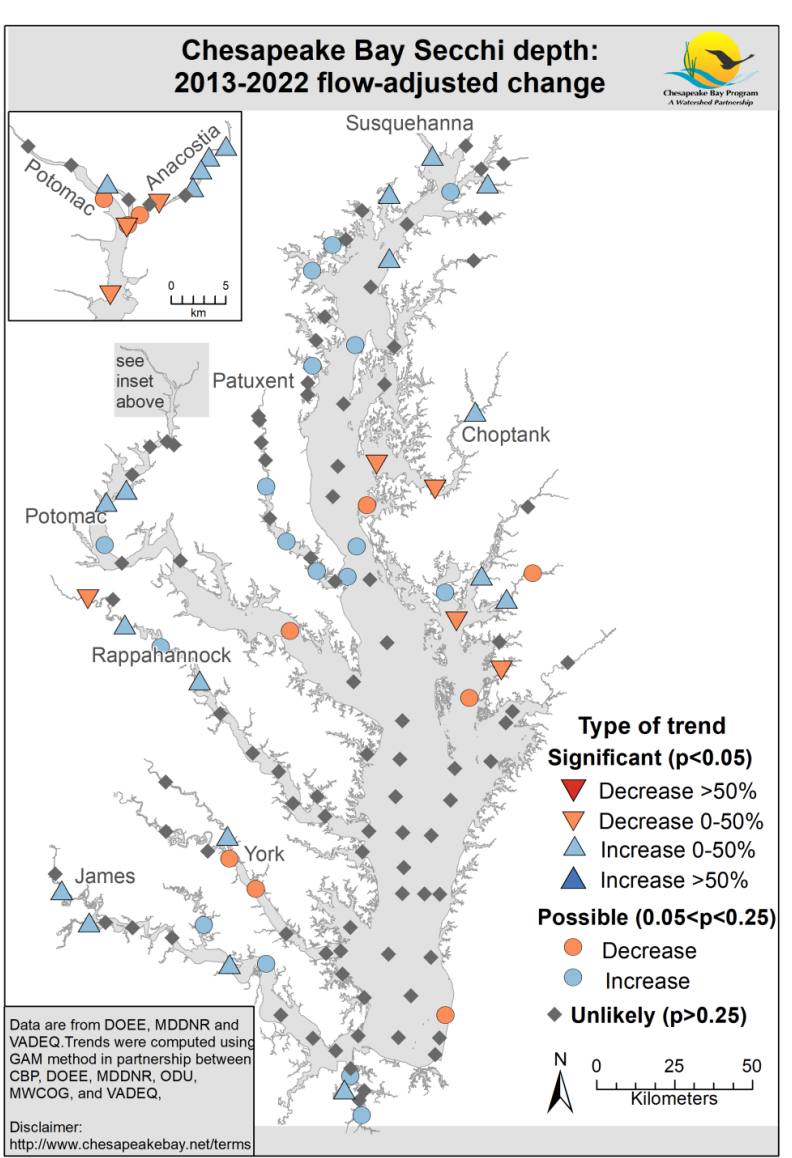 Chesapeake Bay Secchi depth:
2013-2022 flow-adjusted change
Chesapeake Bay Program
A Watershed Partnership
Susquehanna
Anacostia
Potomac
0 5
km
see
inset
above
Patuxent
Choptank
Potomac
Rappahannock
York
James
Type of trend
Significant (p<0.05)
Decrease >50%
Decrease 0-50%
Increase 0-50%
Increase >50%
Possible (0.05<p<0.25)
Decrease
Increase
Unlikely (p>0.25)
N
0 25 50
Kilometers
Data are from DOEE, MDDNR and
VADEQ.Trends were computed using
GAM method in partnership between
CBP, DOEE, MDDNR, ODU,
MWCOG, and VADEQ,
Disclaimer:
http://www.chesapeakebay.net/terms